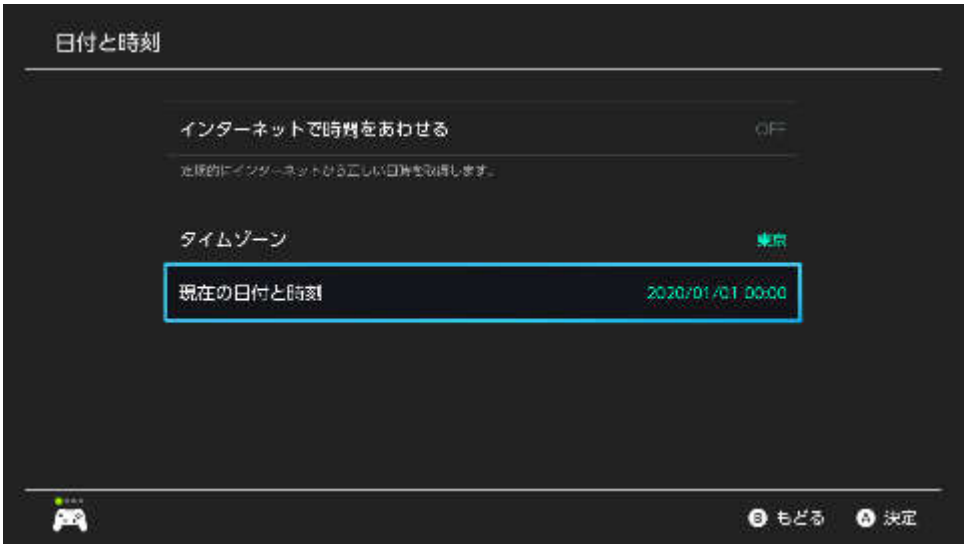 日付と時刻
インターネットで時間をあわせる OFF
定期的にインターネットから正しい日時を取得します。
タイムゾーン 東京
現在の日付と時刻 2020/01/01 00:00
B もどる A 決定